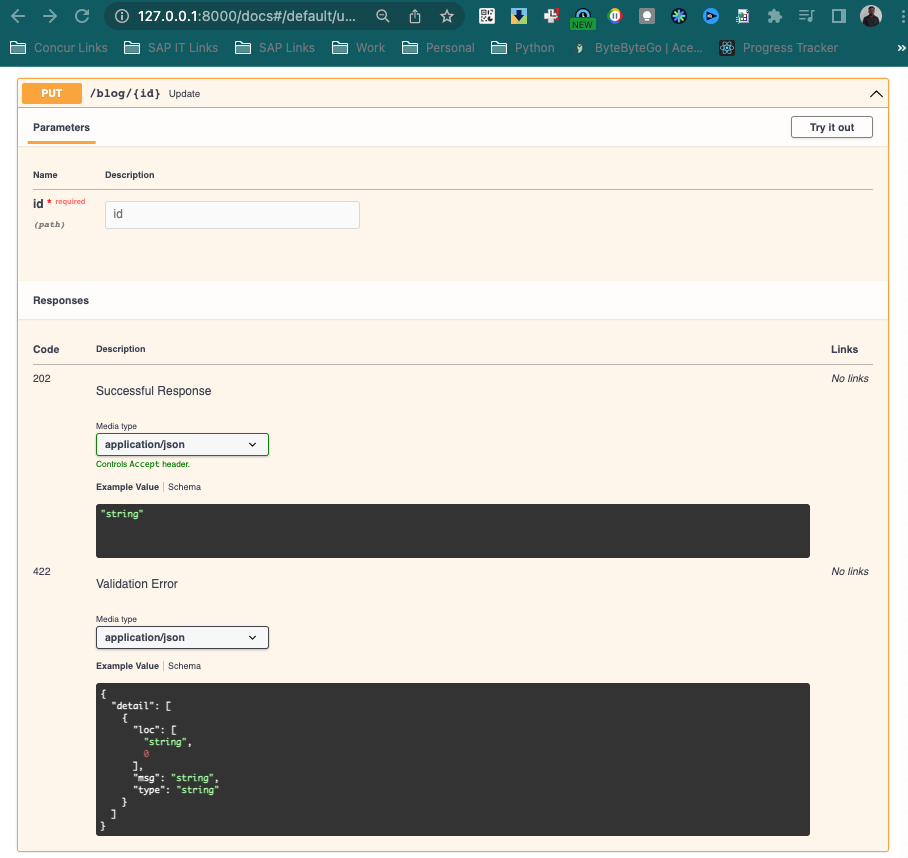 127.0.0.1:8000/docs#/default/u...
NEW
Concur Links SAP IT Links SAP Links Work Personal Python ByteByteGo | Ace... Progress Tracker »
PUT /blog/{id} Update
Parameters Try it out
Name Description
id * required
(path)
id
Responses
Code Description Links
202 No links
Successful Response
Media type
application/json
Controls Accept header.
Example Value | Schema
"string"
422 No links
Validation Error
Media type
application/json
Example Value | Schema
{
  "detail": [
    {
      "loc": [
        "string",
        0
      ],
      "msg": "string",
      "type": "string"
    }
  ]
}